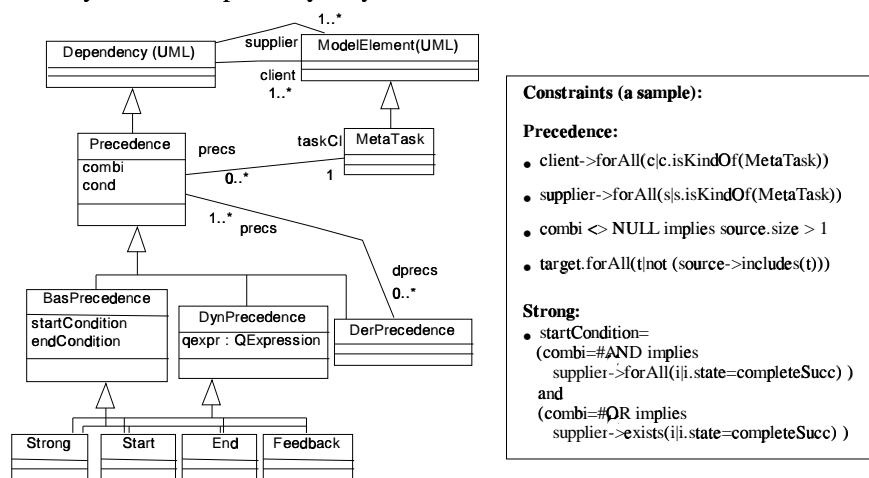 1..*
Dependency (UML)
supplier
ModelElement(UML)
client
1..*
Precedence
combi
cond
precs
taskCl
MetaTask
0..*
1
1..*
precs
dprecs
0..*
BasPrecedence
startCondition
endCondition
DynPrecedence
qexpr : QExpression
DerPrecedence
Strong
Start
End
Feedback
Constraints (a sample):
Precedence:
• client->forAll(c|c.isKindOf(MetaTask))
• supplier->forAll(s|s.isKindOf(MetaTask))
• combi <> NULL implies source.size > 1
• target.forAll(t|not (source->includes(t)))
Strong:
• startCondition=
(combi=#AND implies
supplier->forAll(i|i.state=completeSucc) )
and
(combi=#OR implies
supplier->exists(i|i.state=completeSucc) )